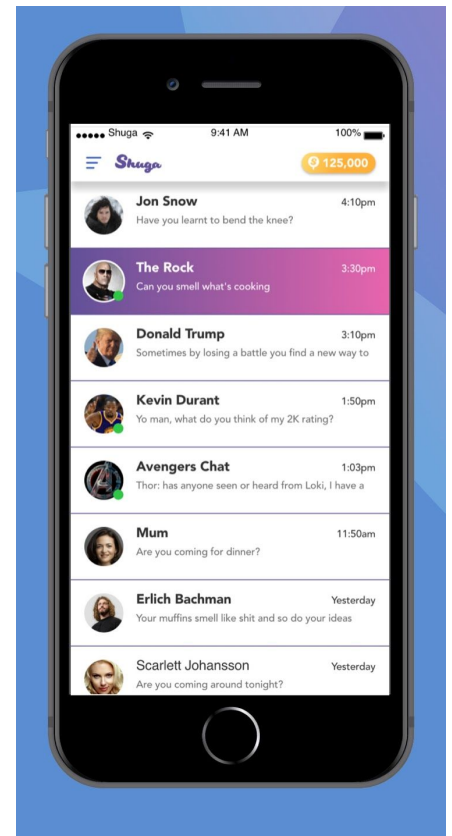 Shuga 9:41 AM 100%
Shuga 125,000
Jon Snow 4:10pm
Have you learnt to bend the knee?
The Rock 3:30pm
Can you smell what's cooking
Donald Trump 3:10pm
Sometimes by losing a battle you find a new way to
Kevin Durant 1:50pm
Yo man, what do you think of my 2K rating?
Avengers Chat 1:03pm
Thor: has anyone seen or heard from Loki, I have a
Mum 11:50am
Are you coming for dinner?
Erlich Bachman Yesterday
Your muffins smell like shit and so do your ideas
Scarlett Johansson Yesterday
Are you coming around tonight?